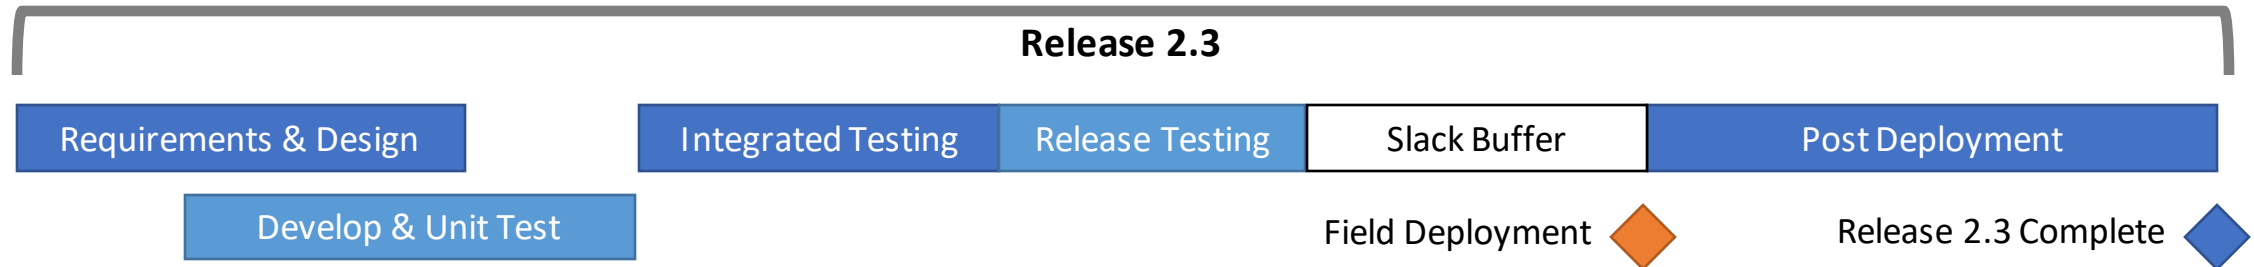 Release 2.3
Requirements & Design
Integrated Testing
Release Testing
Slack Buffer
Post Deployment
Develop & Unit Test
Field Deployment
Release 2.3 Complete